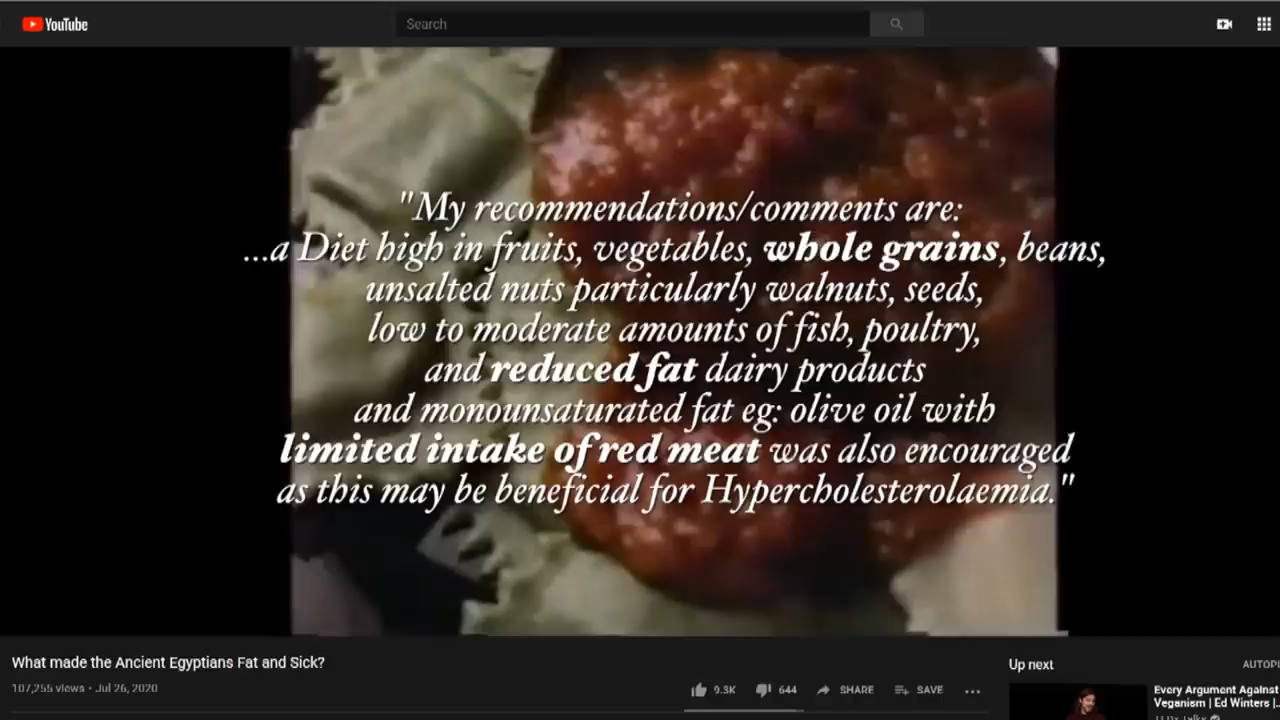 YouTube
Search
"My recommendations/comments are:
...a Diet high in fruits, vegetables, whole grains, beans,
unsalted nuts particularly walnuts, seeds,
low to moderate amounts of fish, poultry,
and reduced fat dairy products
and monounsaturated fat eg: olive oil with
limited intake of red meat was also encouraged
as this may be beneficial for Hypercholesterolaemia."
What made the Ancient Egyptians Fat and Sick?
107,255 views • Jul 26, 2020
9.3K
644
SHARE
SAVE
Up next
AUTOPL
Every Argument Against
Veganism | Ed Winters |...